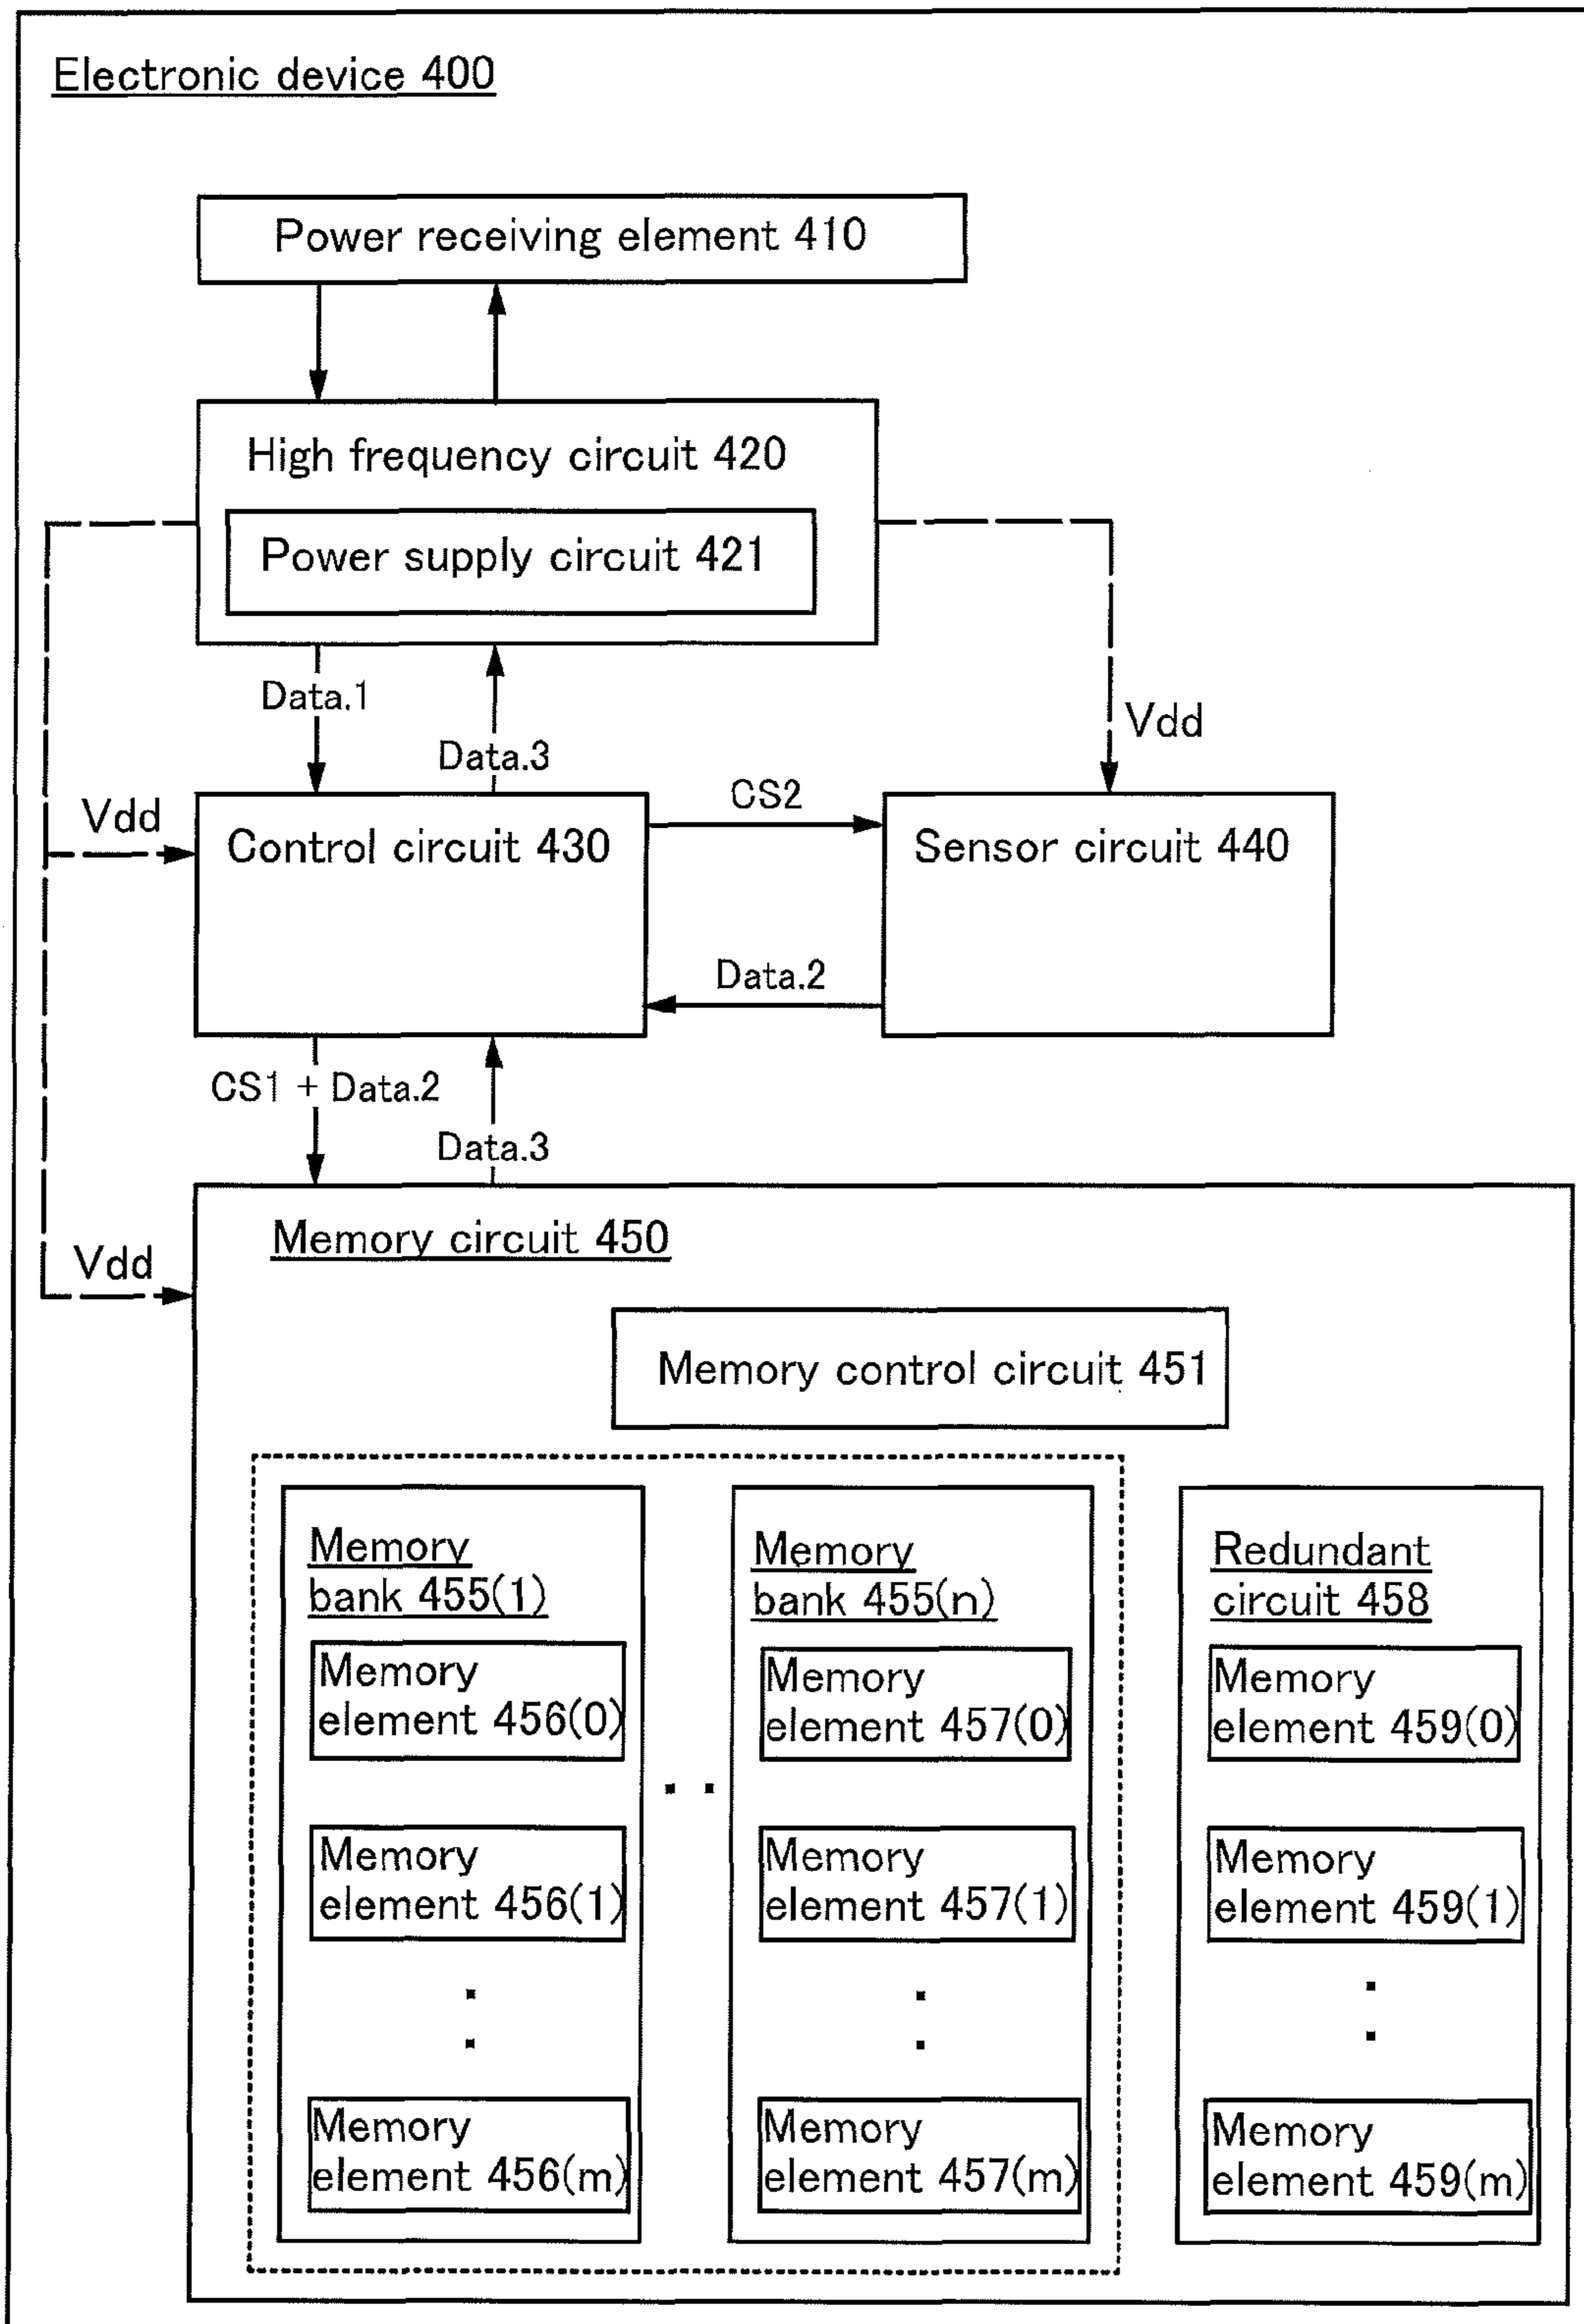 Electronic device 400
Power receiving element 410
High frequency circuit 420
Power supply circuit 421
Data.1
Data.3
Vdd
Vdd
Control circuit 430
CS2
Sensor circuit 440
Data.2
CS1 + Data.2
Data.3
Vdd
Memory circuit 450
Memory control circuit 451
Memory
bank 455(1)
Memory
element 456(0)
Memory
element 456(1)
Memory
element 456(m)
Memory
bank 455(n)
Memory
element 457(0)
Memory
element 457(1)
Memory
element 457(m)
Redundant
circuit 458
Memory
element 459(0)
Memory
element 459(1)
Memory
element 459(m)